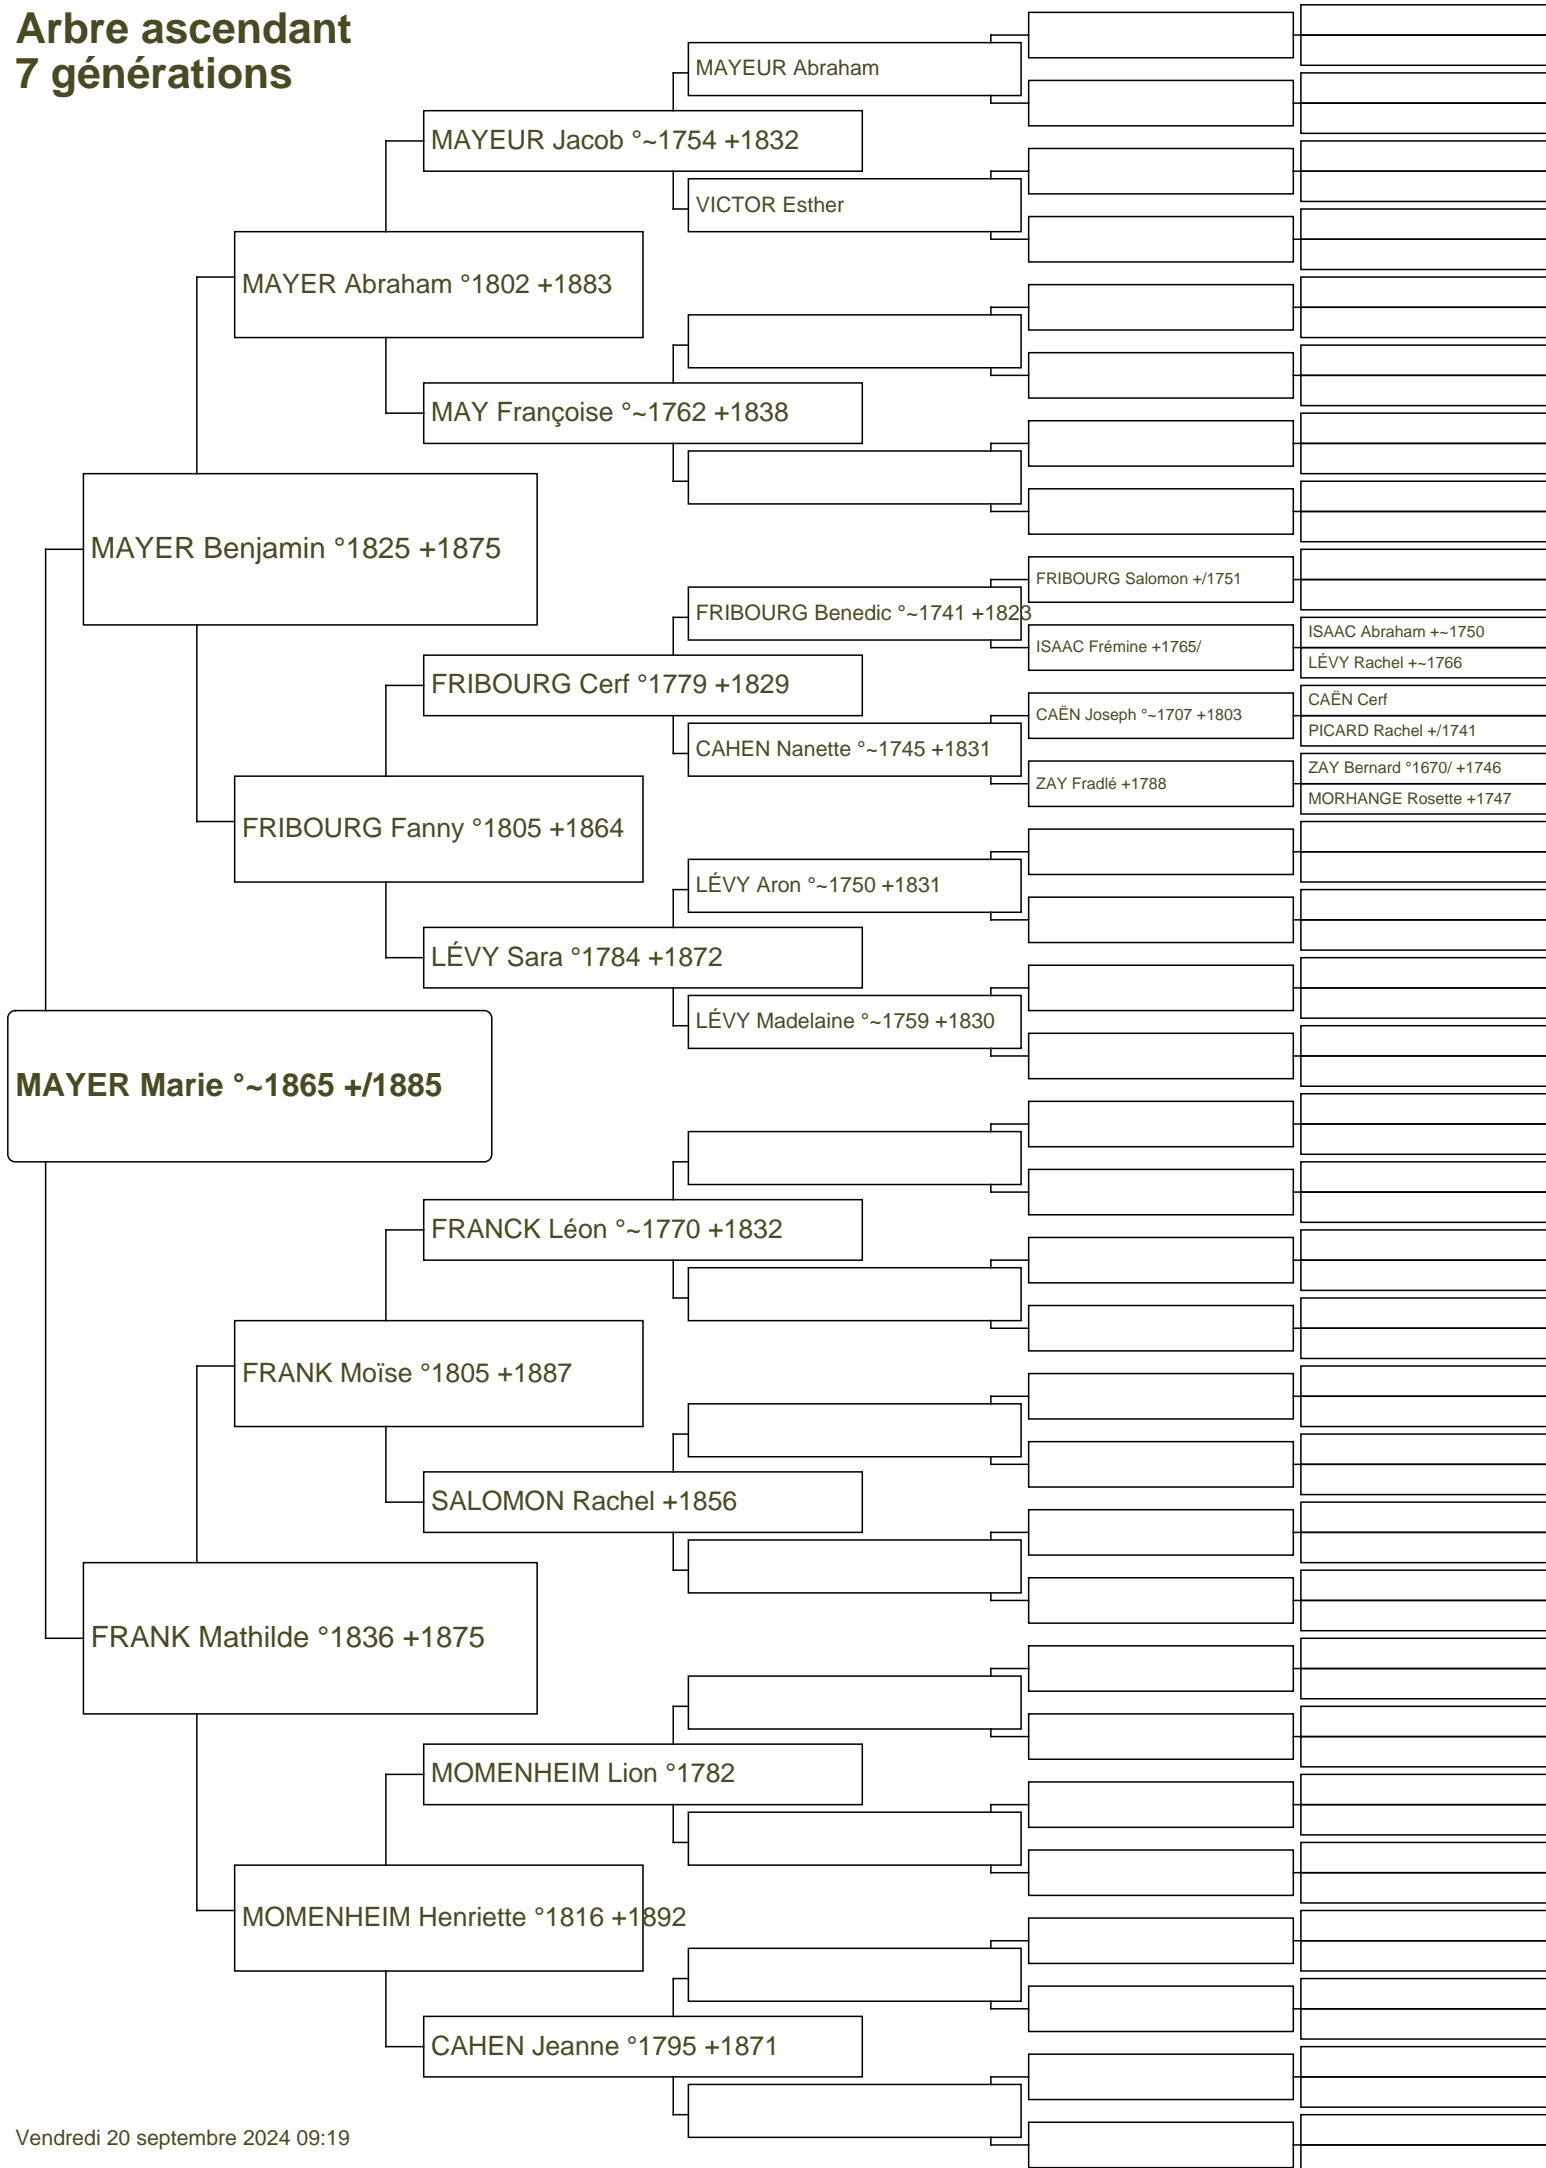 Arbre ascendant
7 générations
MAYEUR Abraham
MAYEUR Jacob °~1754 +1832
VICTOR Esther
MAYER Abraham °1802 +1883
MAY Françoise °~1762 +1838
MAYER Benjamin °1825 +1875
FRIBOURG Salomon +/1751
FRIBOURG Benedic °~1741 +1823
ISAAC Abraham +~1750
ISAAC Frémine +1765/
LÉVY Rachel +~1766
FRIBOURG Cerf °1779 +1829
CAËN Cerf
CAËN Joseph °~1707 +1803
PICARD Rachel +/1741
CAHEN Nanette °~1745 +1831
ZAY Bernard °1670/ +1746
ZAY Fradlé +1788
MORHANGE Rosette +1747
FRIBOURG Fanny °1805 +1864
LÉVY Aron °~1750 +1831
LÉVY Sara °1784 +1872
LÉVY Madelaine °~1759 +1830
MAYER Marie °~1865 +/1885
FRANCK Léon °~1770 +1832
FRANK Moïse °1805 +1887
SALOMON Rachel +1856
FRANK Mathilde °1836 +1875
MOMENHEIM Lion °1782
MOMENHEIM Henriette °1816 +1892
CAHEN Jeanne °1795 +1871
Vendredi 20 septembre 2024 09:19